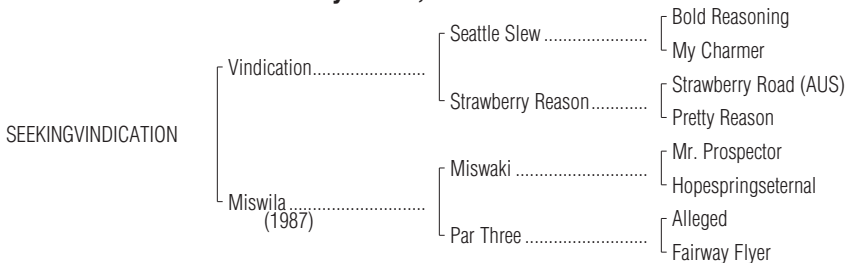 Bold Reasoning
Seattle Slew .......................
My Charmer
Vindication.........................
Strawberry Road (AUS)
Strawberry Reason............
Pretty Reason
SEEKINGVINDICATION
Mr. Prospector
Miswaki .............................
Hopespringseternal
Miswila ..............................
(1987)
Alleged
Par Three ...........................
Fairway Flyer